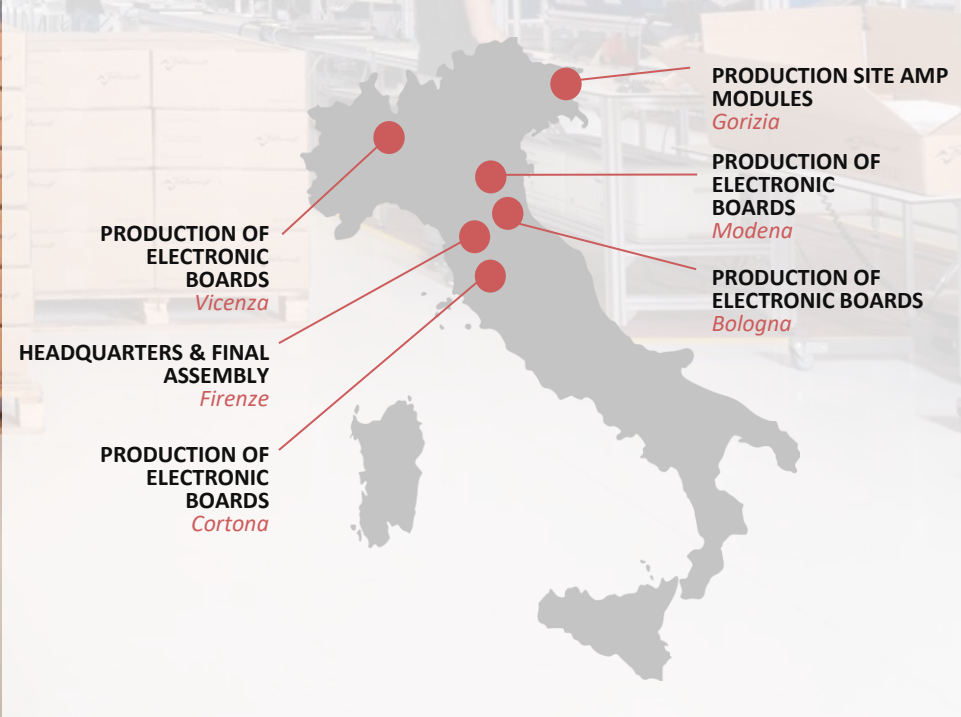 PRODUCTION SITE AMP
MODULES
Gorizia
PRODUCTION OF
ELECTRONIC
BOARDS
Modena
PRODUCTION OF
ELECTRONIC BOARDS
Bologna
PRODUCTION OF
ELECTRONIC
BOARDS
Vicenza
HEADQUARTERS & FINAL
ASSEMBLY
Firenze
PRODUCTION OF
ELECTRONIC
BOARDS
Cortona